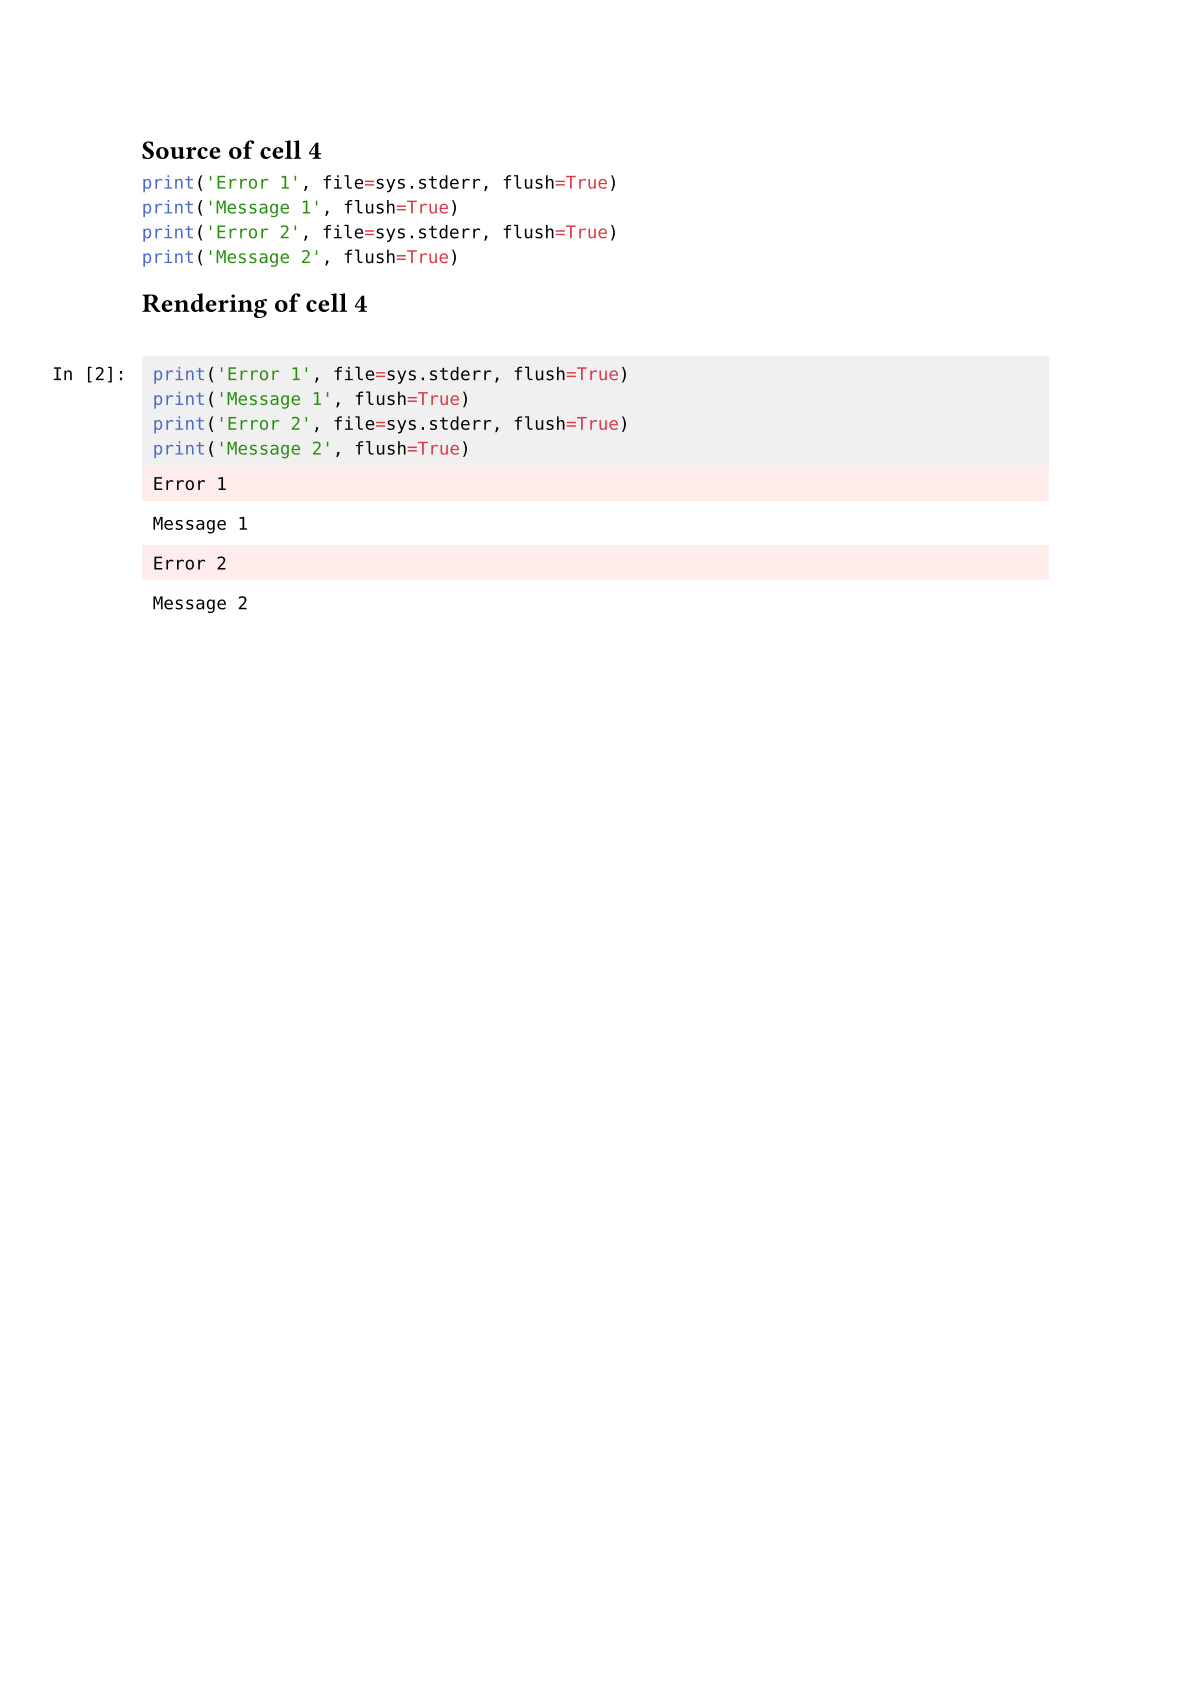 Source of cell 4
print('Error 1', file=sys.stderr, flush=True)
print('Message 1', flush=True)
print('Error 2', file=sys.stderr, flush=True)
print('Message 2', flush=True)
Rendering of cell 4
In [2]: print('Error 1', file=sys.stderr, flush=True)
print('Message 1', flush=True)
print('Error 2', file=sys.stderr, flush=True)
print('Message 2', flush=True)
Error 1
Message 1
Error 2
Message 2